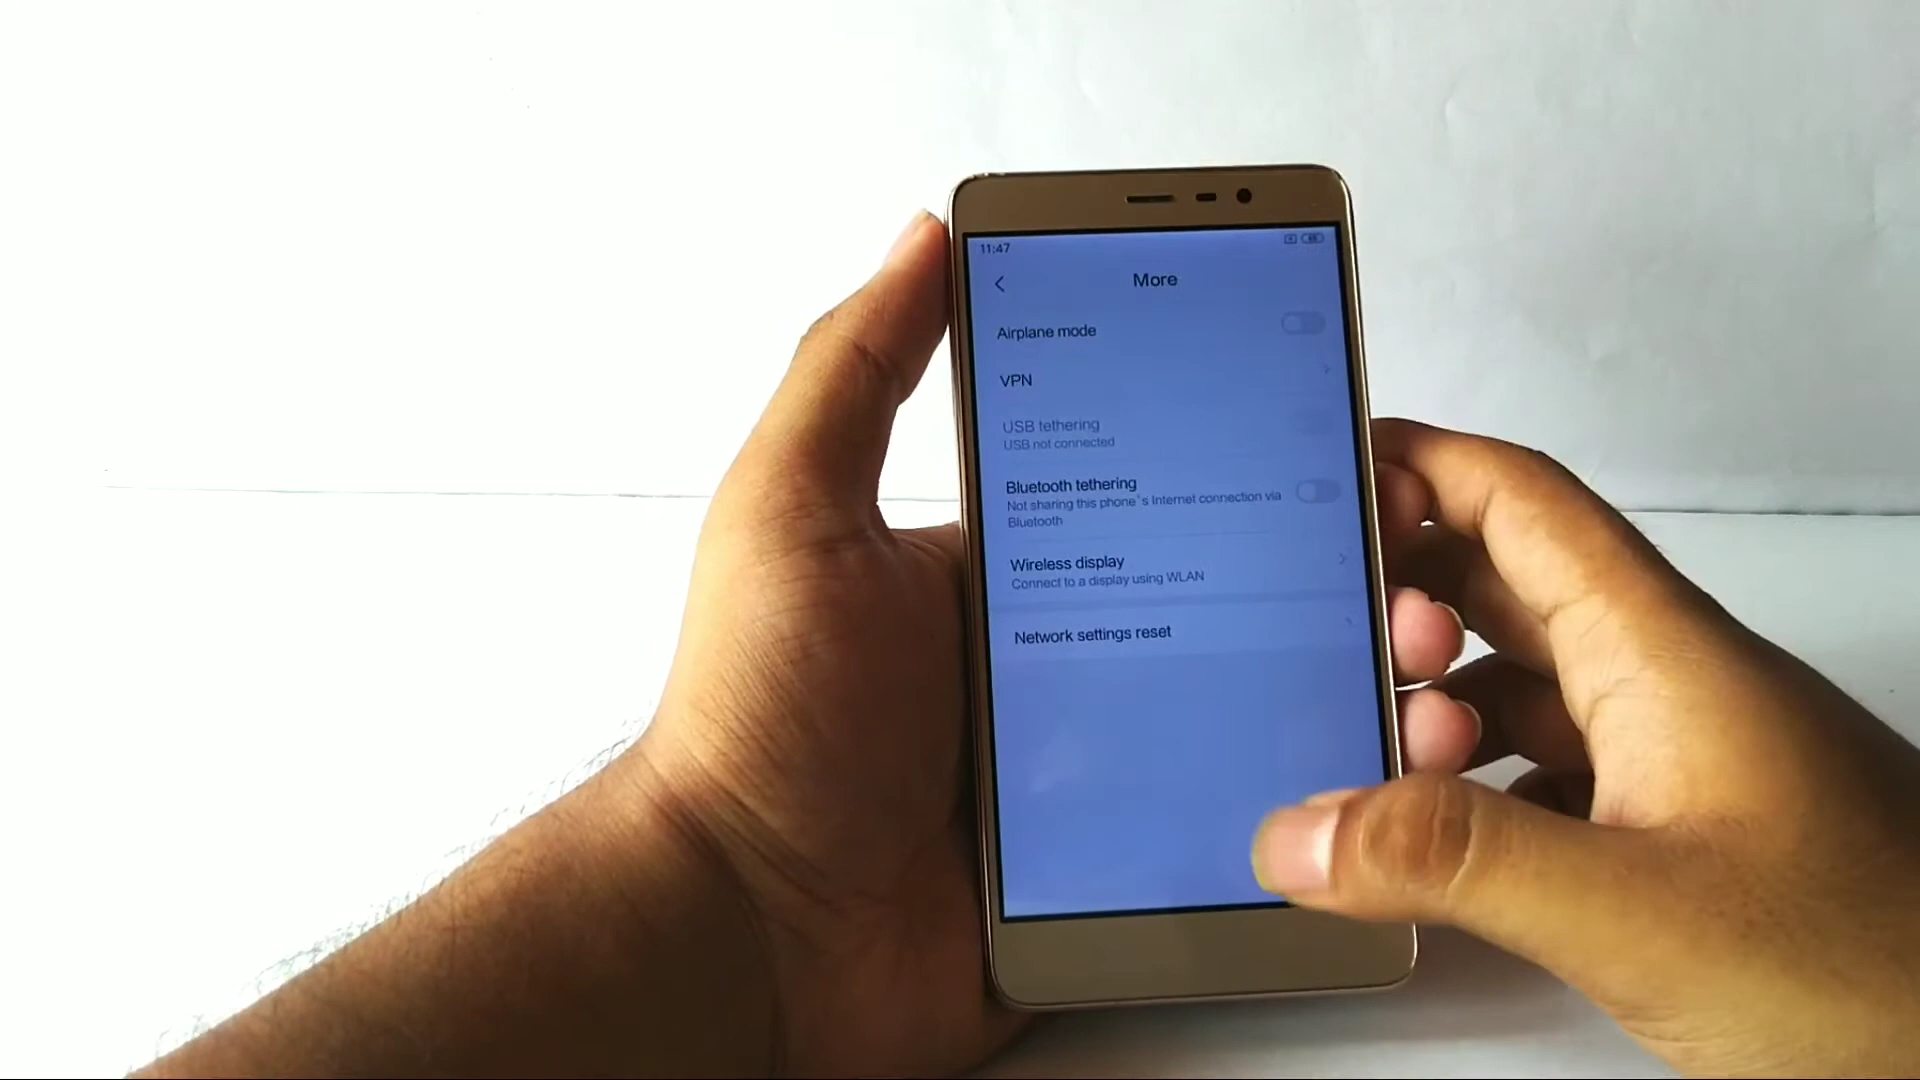 11:47
More
Airplane mode
VPN
USB tethering
USB not connected
Bluetooth tethering
Not sharing this phone's Internet connection via
Bluetooth
Wireless display
Connect to a display using WLAN
Network settings reset